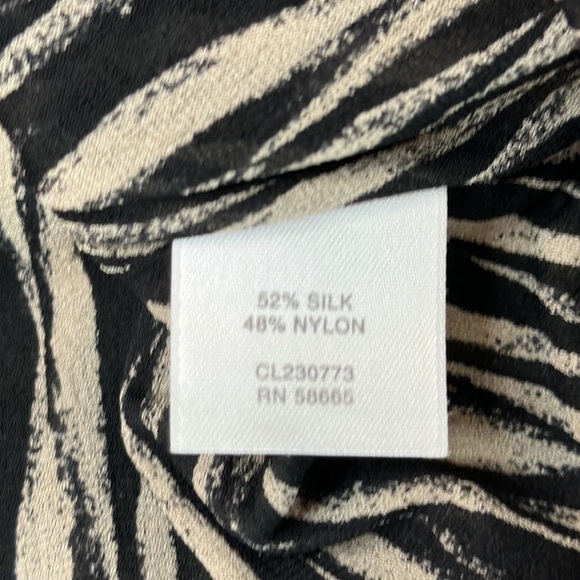 52% SILK
48% NYLON
CL230773
RN 58665